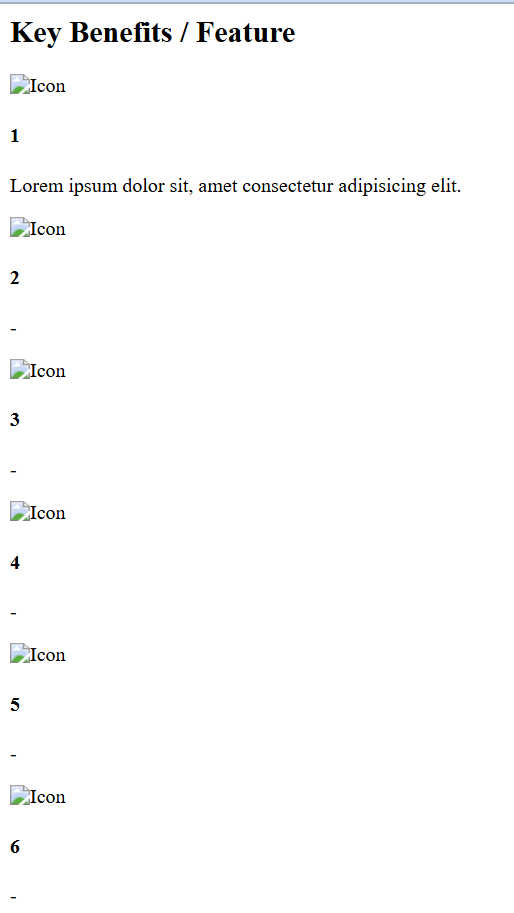 Key Benefits / Feature
Icon
1
Lorem ipsum dolor sit, amet consectetur adipisicing elit.
Icon
2
-
Icon
3
-
Icon
4
-
Icon
5
-
Icon
6
-